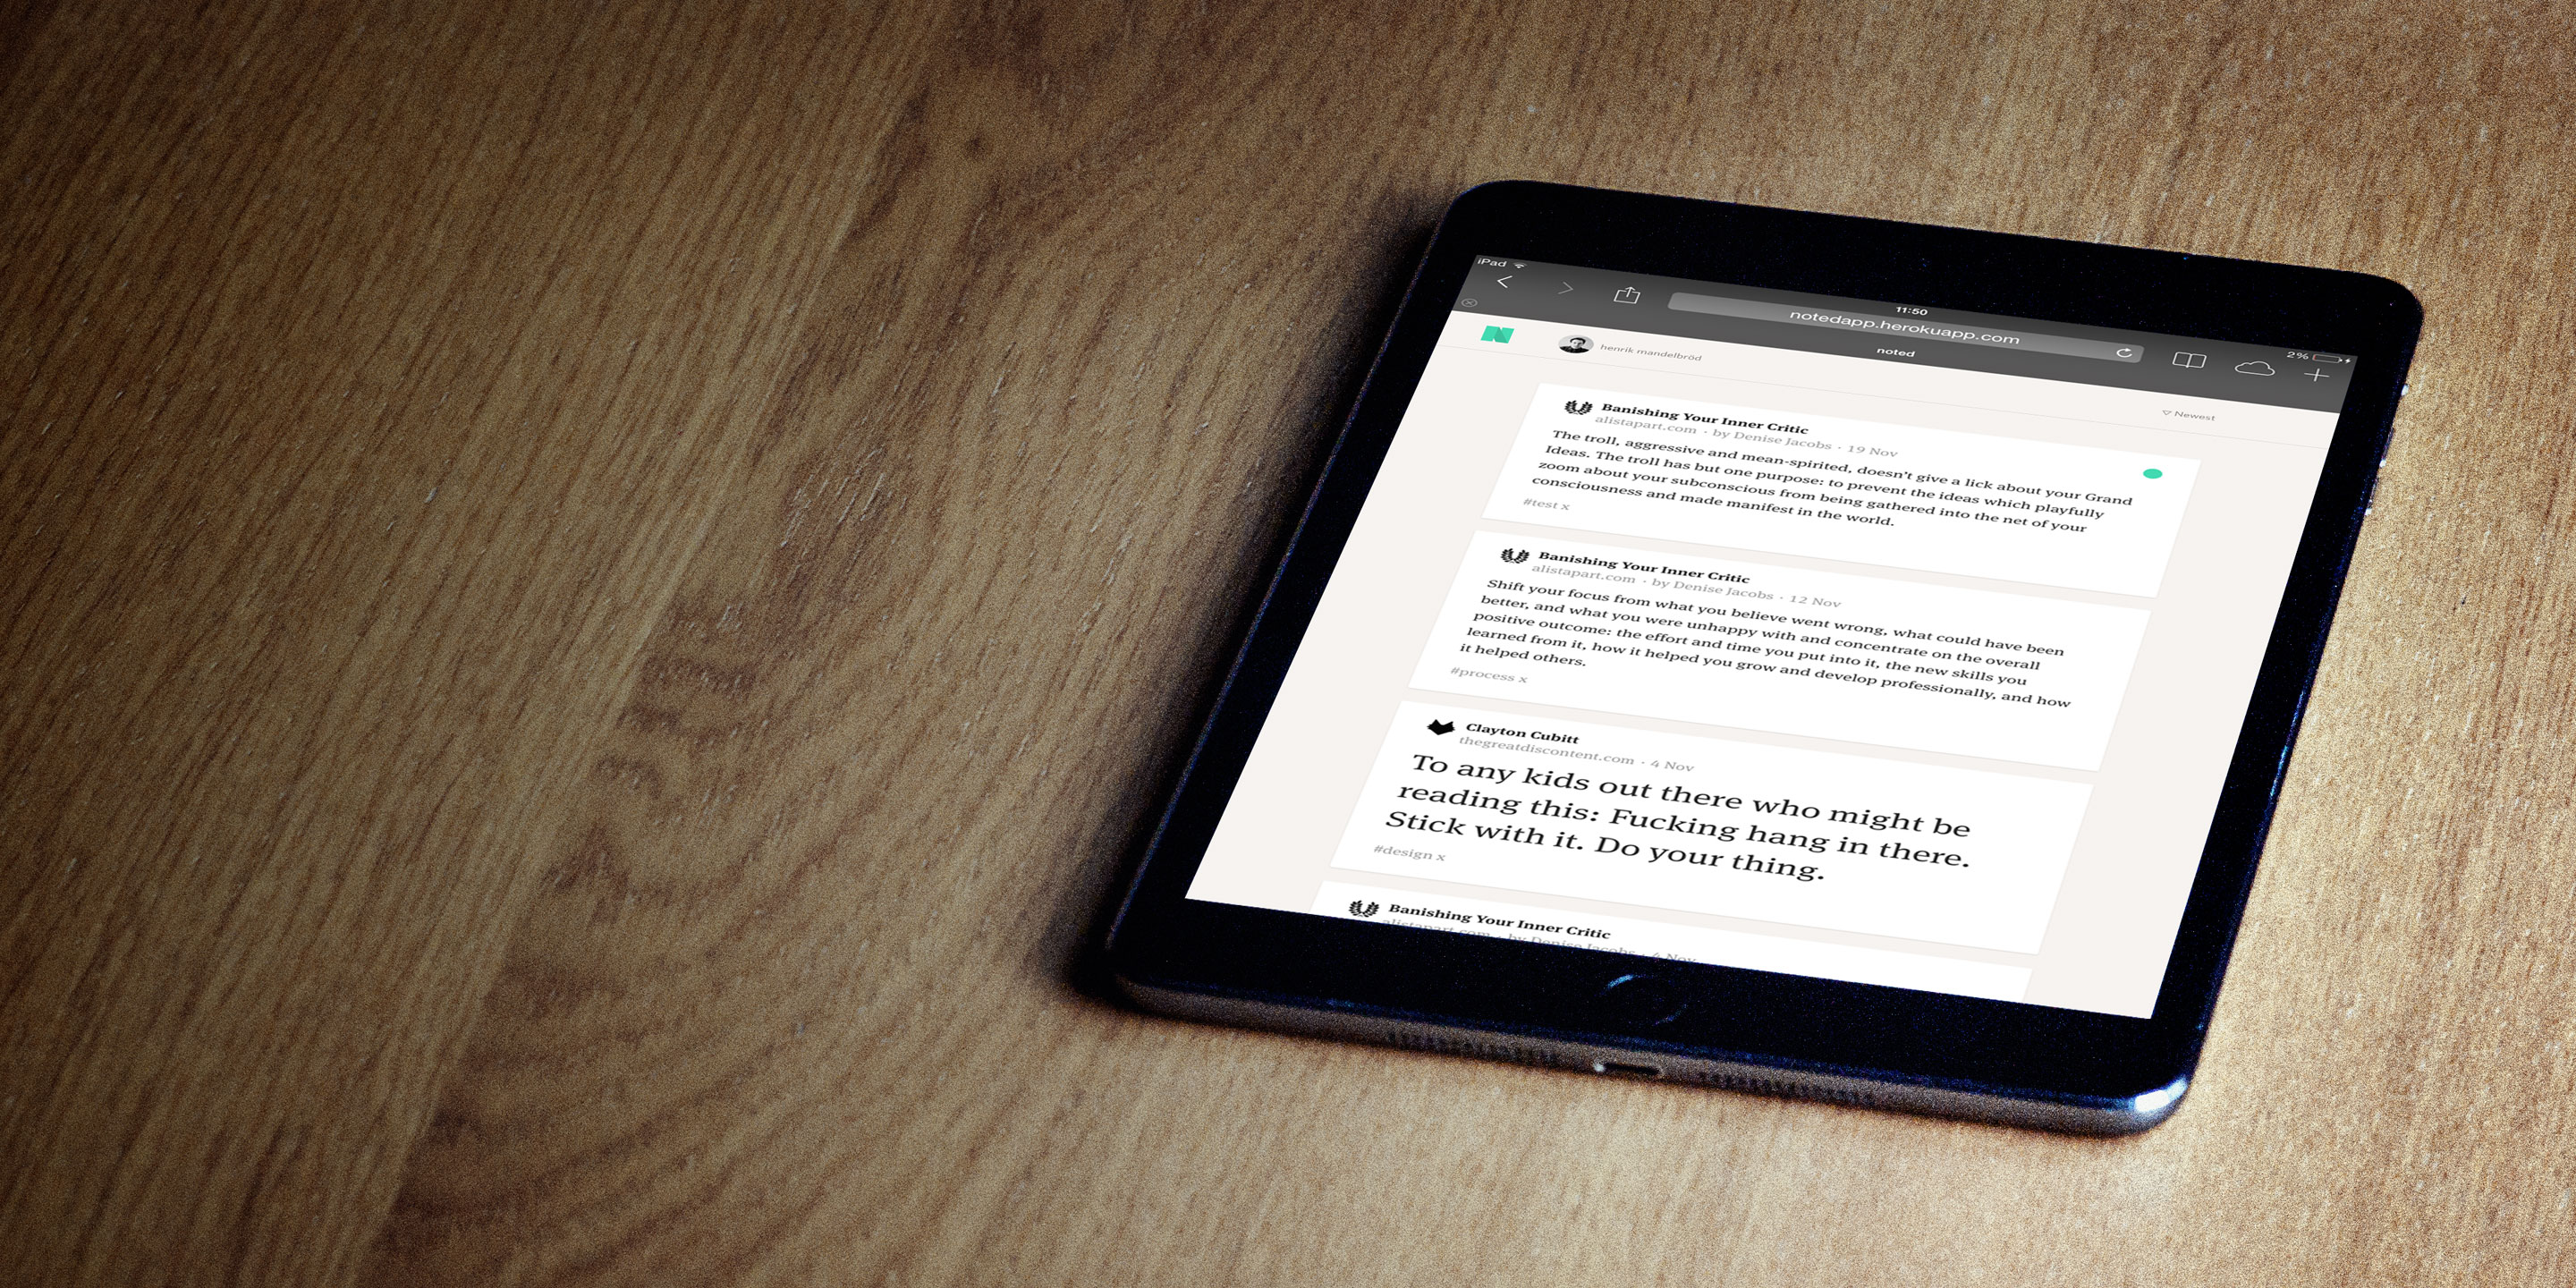 iPad
11:50
2%
notedapp.herokuapp.com
noted
henrik mandelbröd
Newest
Banishing Your Inner Critic
alistapart.com · by Denise Jacobs · 19 Nov
The troll, aggressive and mean-spirited, doesn't give a lick about your Grand
Ideas. The troll has but one purpose: to prevent the ideas which playfully
zoom about your subconscious from being gathered into the net of your
consciousness and made manifest in the world.
#test x
Banishing Your Inner Critic
alistapart.com · by Denise Jacobs · 12 Nov
Shift your focus from what you believe went wrong, what could have been
better, and what you were unhappy with and concentrate on the overall
positive outcome: the effort and time you put into it, the new skills you
learned from it, how it helped you grow and develop professionally, and how
it helped others.
#process x
Clayton Cubitt
thegreatdiscontent.com · 4 Nov
To any kids out there who might be
reading this: Fucking hang in there.
Stick with it. Do your thing.
#design x
Banishing Your Inner Critic
alistapart.com · by Denise Jacobs · 4 Nov